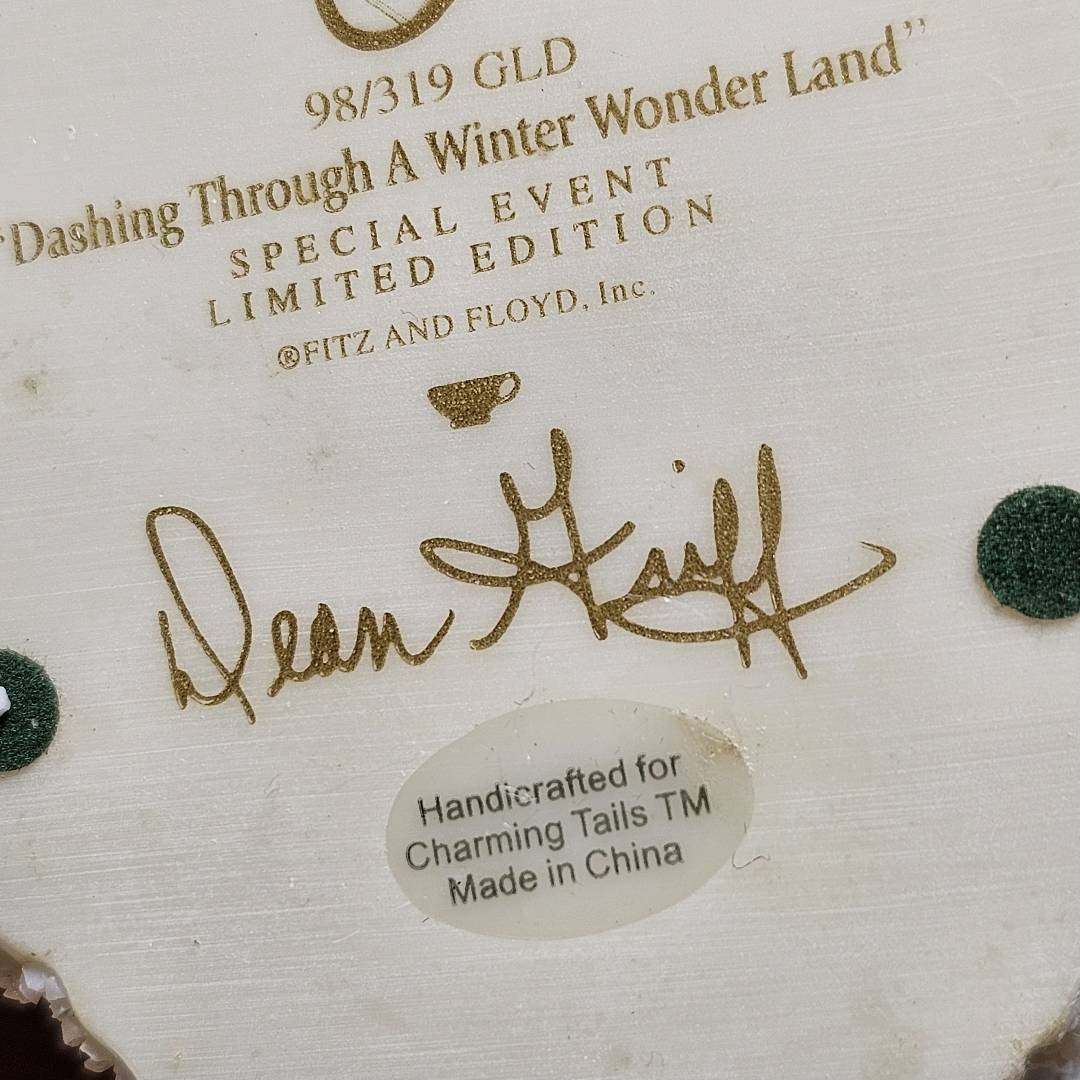 98/319 GLD
"Dashing Through A Winter Wonder Land"
SPECIAL EVENT
LIMITED EDITION
®FITZ AND FLOYD, Inc.
Dean Griff
Handicrafted for
Charming Tails TM
Made in China